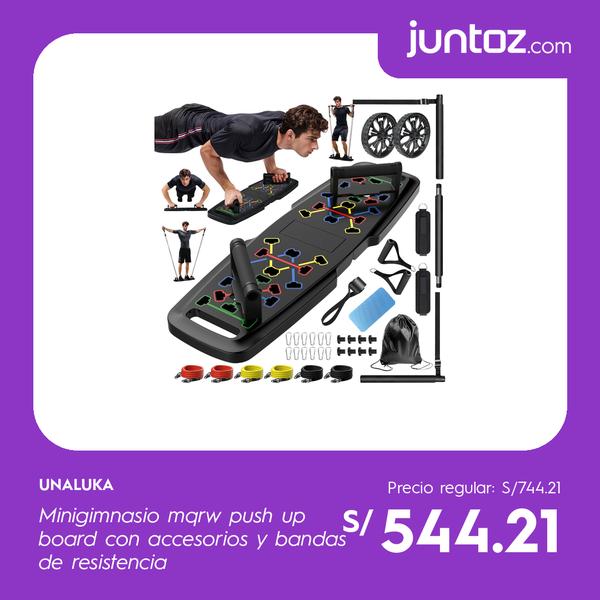 juntoz.com
UNALUKA
Precio regular: S/744.21
Minigimnasio mqrw push up
board con accesorios y bandas
de resistencia
S/ 544.21